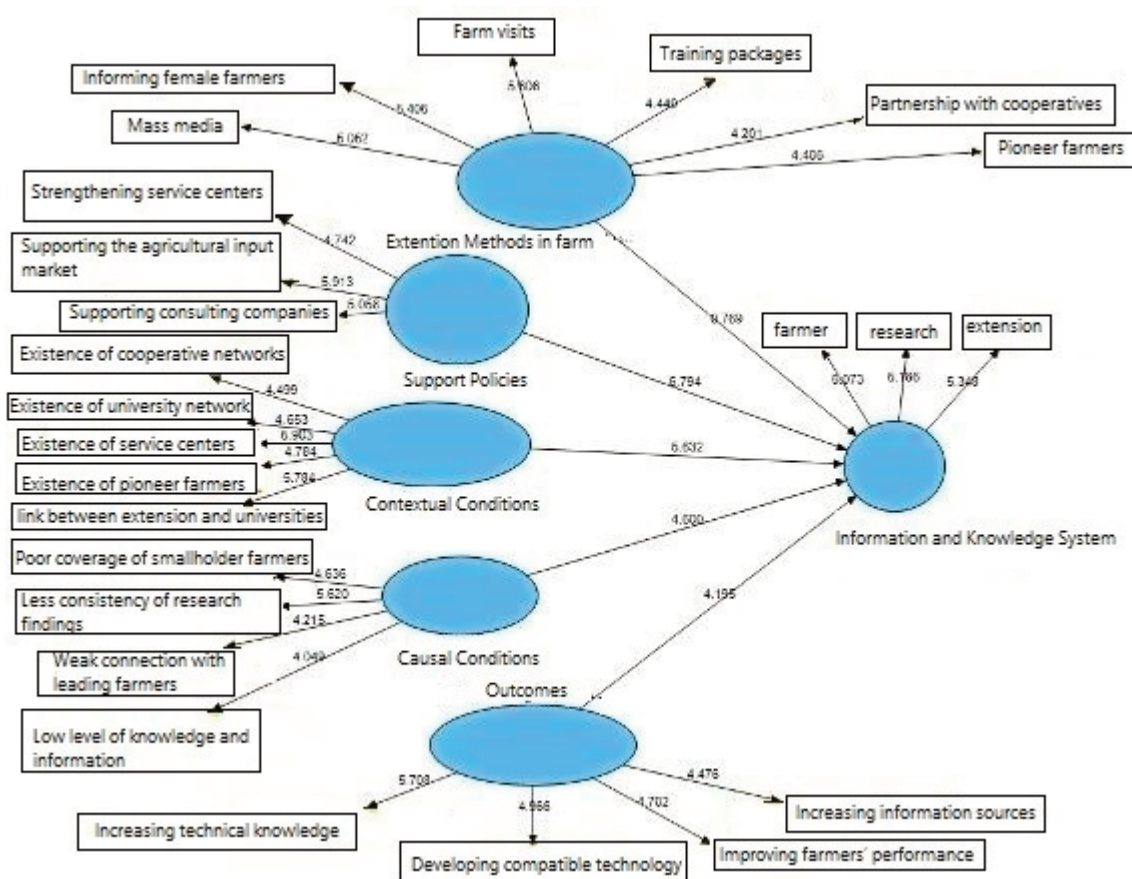 Farm visits
Training packages
Informing female farmers
Partnership with cooperatives
Mass media
Pioneer farmers
4.440
4.201
Strengthening service centers
4.742
Extention Methods in farm
Supporting the agricultural input
market
5.913
Supporting consulting companies
farmer
research
extension
Existence of cooperative networks
Support Policies
4.499
Existence of university network
4.653
Existence of service centers
4.784
Existence of pioneer farmers
5.784
link between extension and universities
Contextual Conditions
Information and Knowledge System
Poor coverage of smallholder farmers
4.636
5.620
Less consistency of research
findings
4.215
4.195
Weak connection with
leading farmers
4.049
Causal Conditions
Outcomes
Low level of knowledge and
information
5.708
4.476
4.702
Increasing technical knowledge
Increasing information sources
Developing compatible technology
Improving farmers' performance